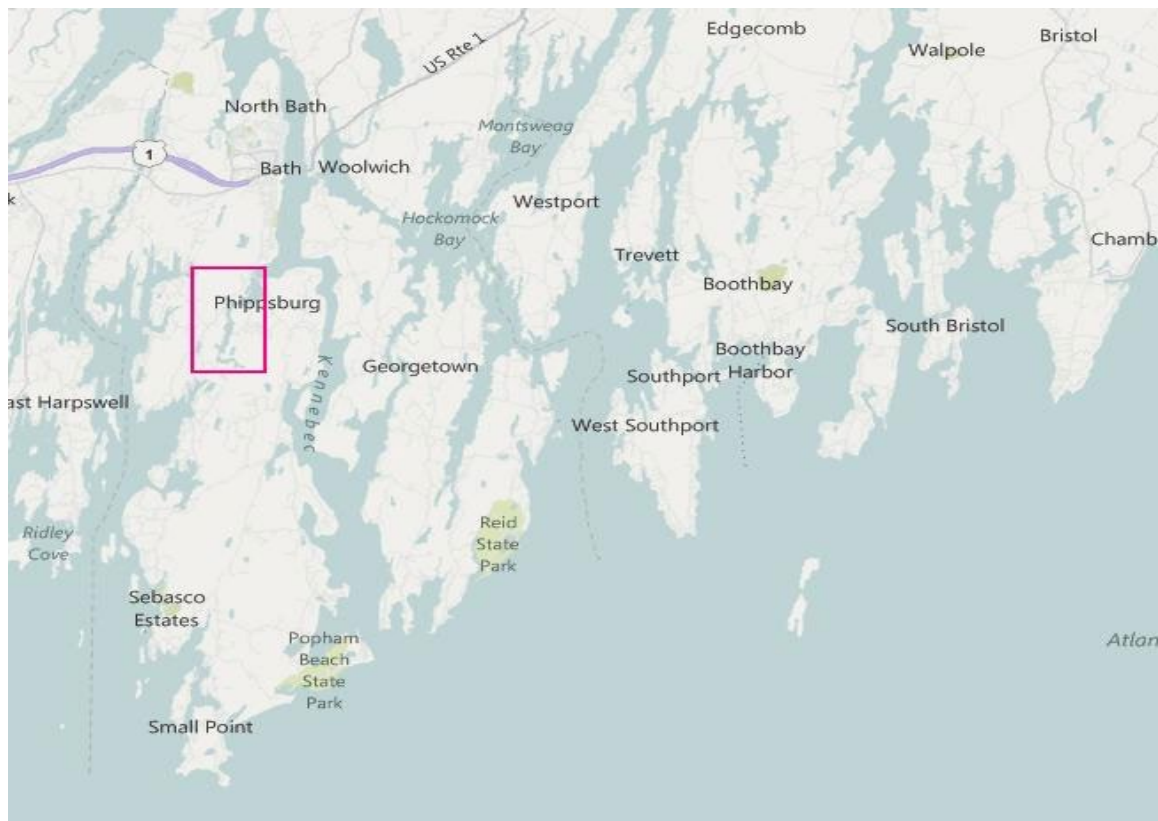 Edgecomb
Bristol
Walpole
US Rte 1
North Bath
Montsweag
Bay
1
Bath
Woolwich
k
Westport
Hockomock
Bay
Chamb
Trevett
Boothbay
Phippsburg
South Bristol
Boothbay
Harbor
Georgetown
Southport
Kennebec
ast Harpswell
West Southport
Reid
State
Park
Ridley
Cove
Sebasco
Estates
Popham
Beach
State
Park
Atlan
Small Point